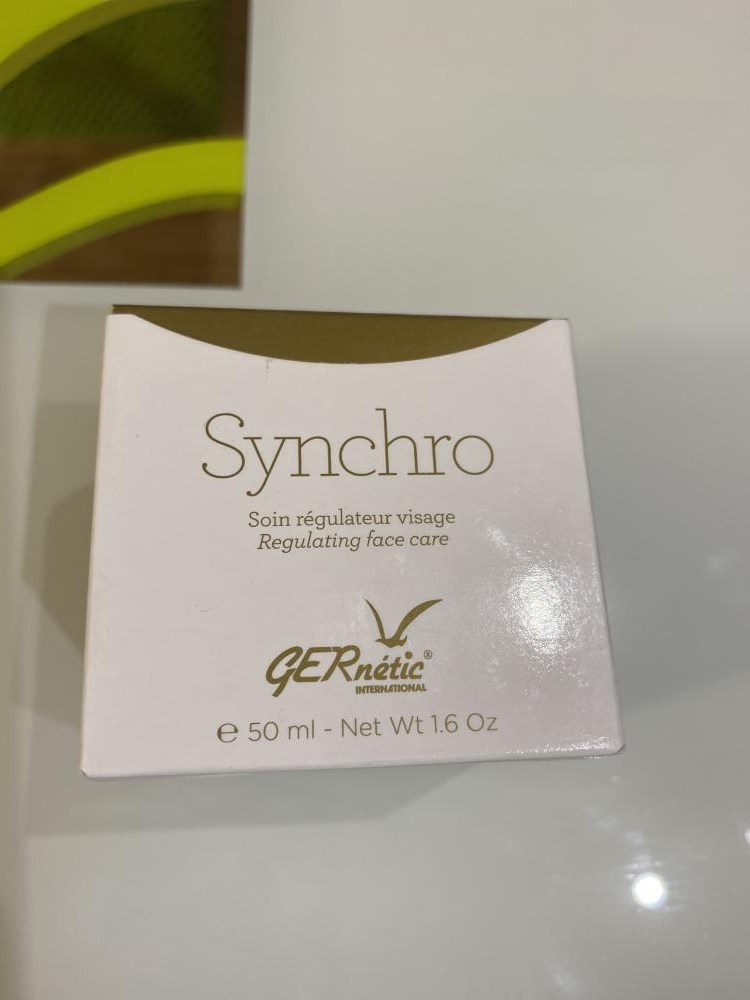 Synchro
Soin régulateur visage
Regulating face care
GERnétic®
INTERNATIONAL
℮ 50 ml - Net Wt 1.6 Oz